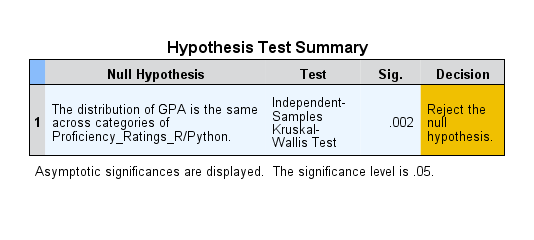 Hypothesis Test Summary
Null Hypothesis Test Sig. Decision
1
The distribution of GPA is the same
across categories of
Proficiency_Ratings_R/Python.
Independent-
Samples
Kruskal-
Wallis Test
.002
Reject the
null
hypothesis.
Asymptotic significances are displayed. The significance level is .05.